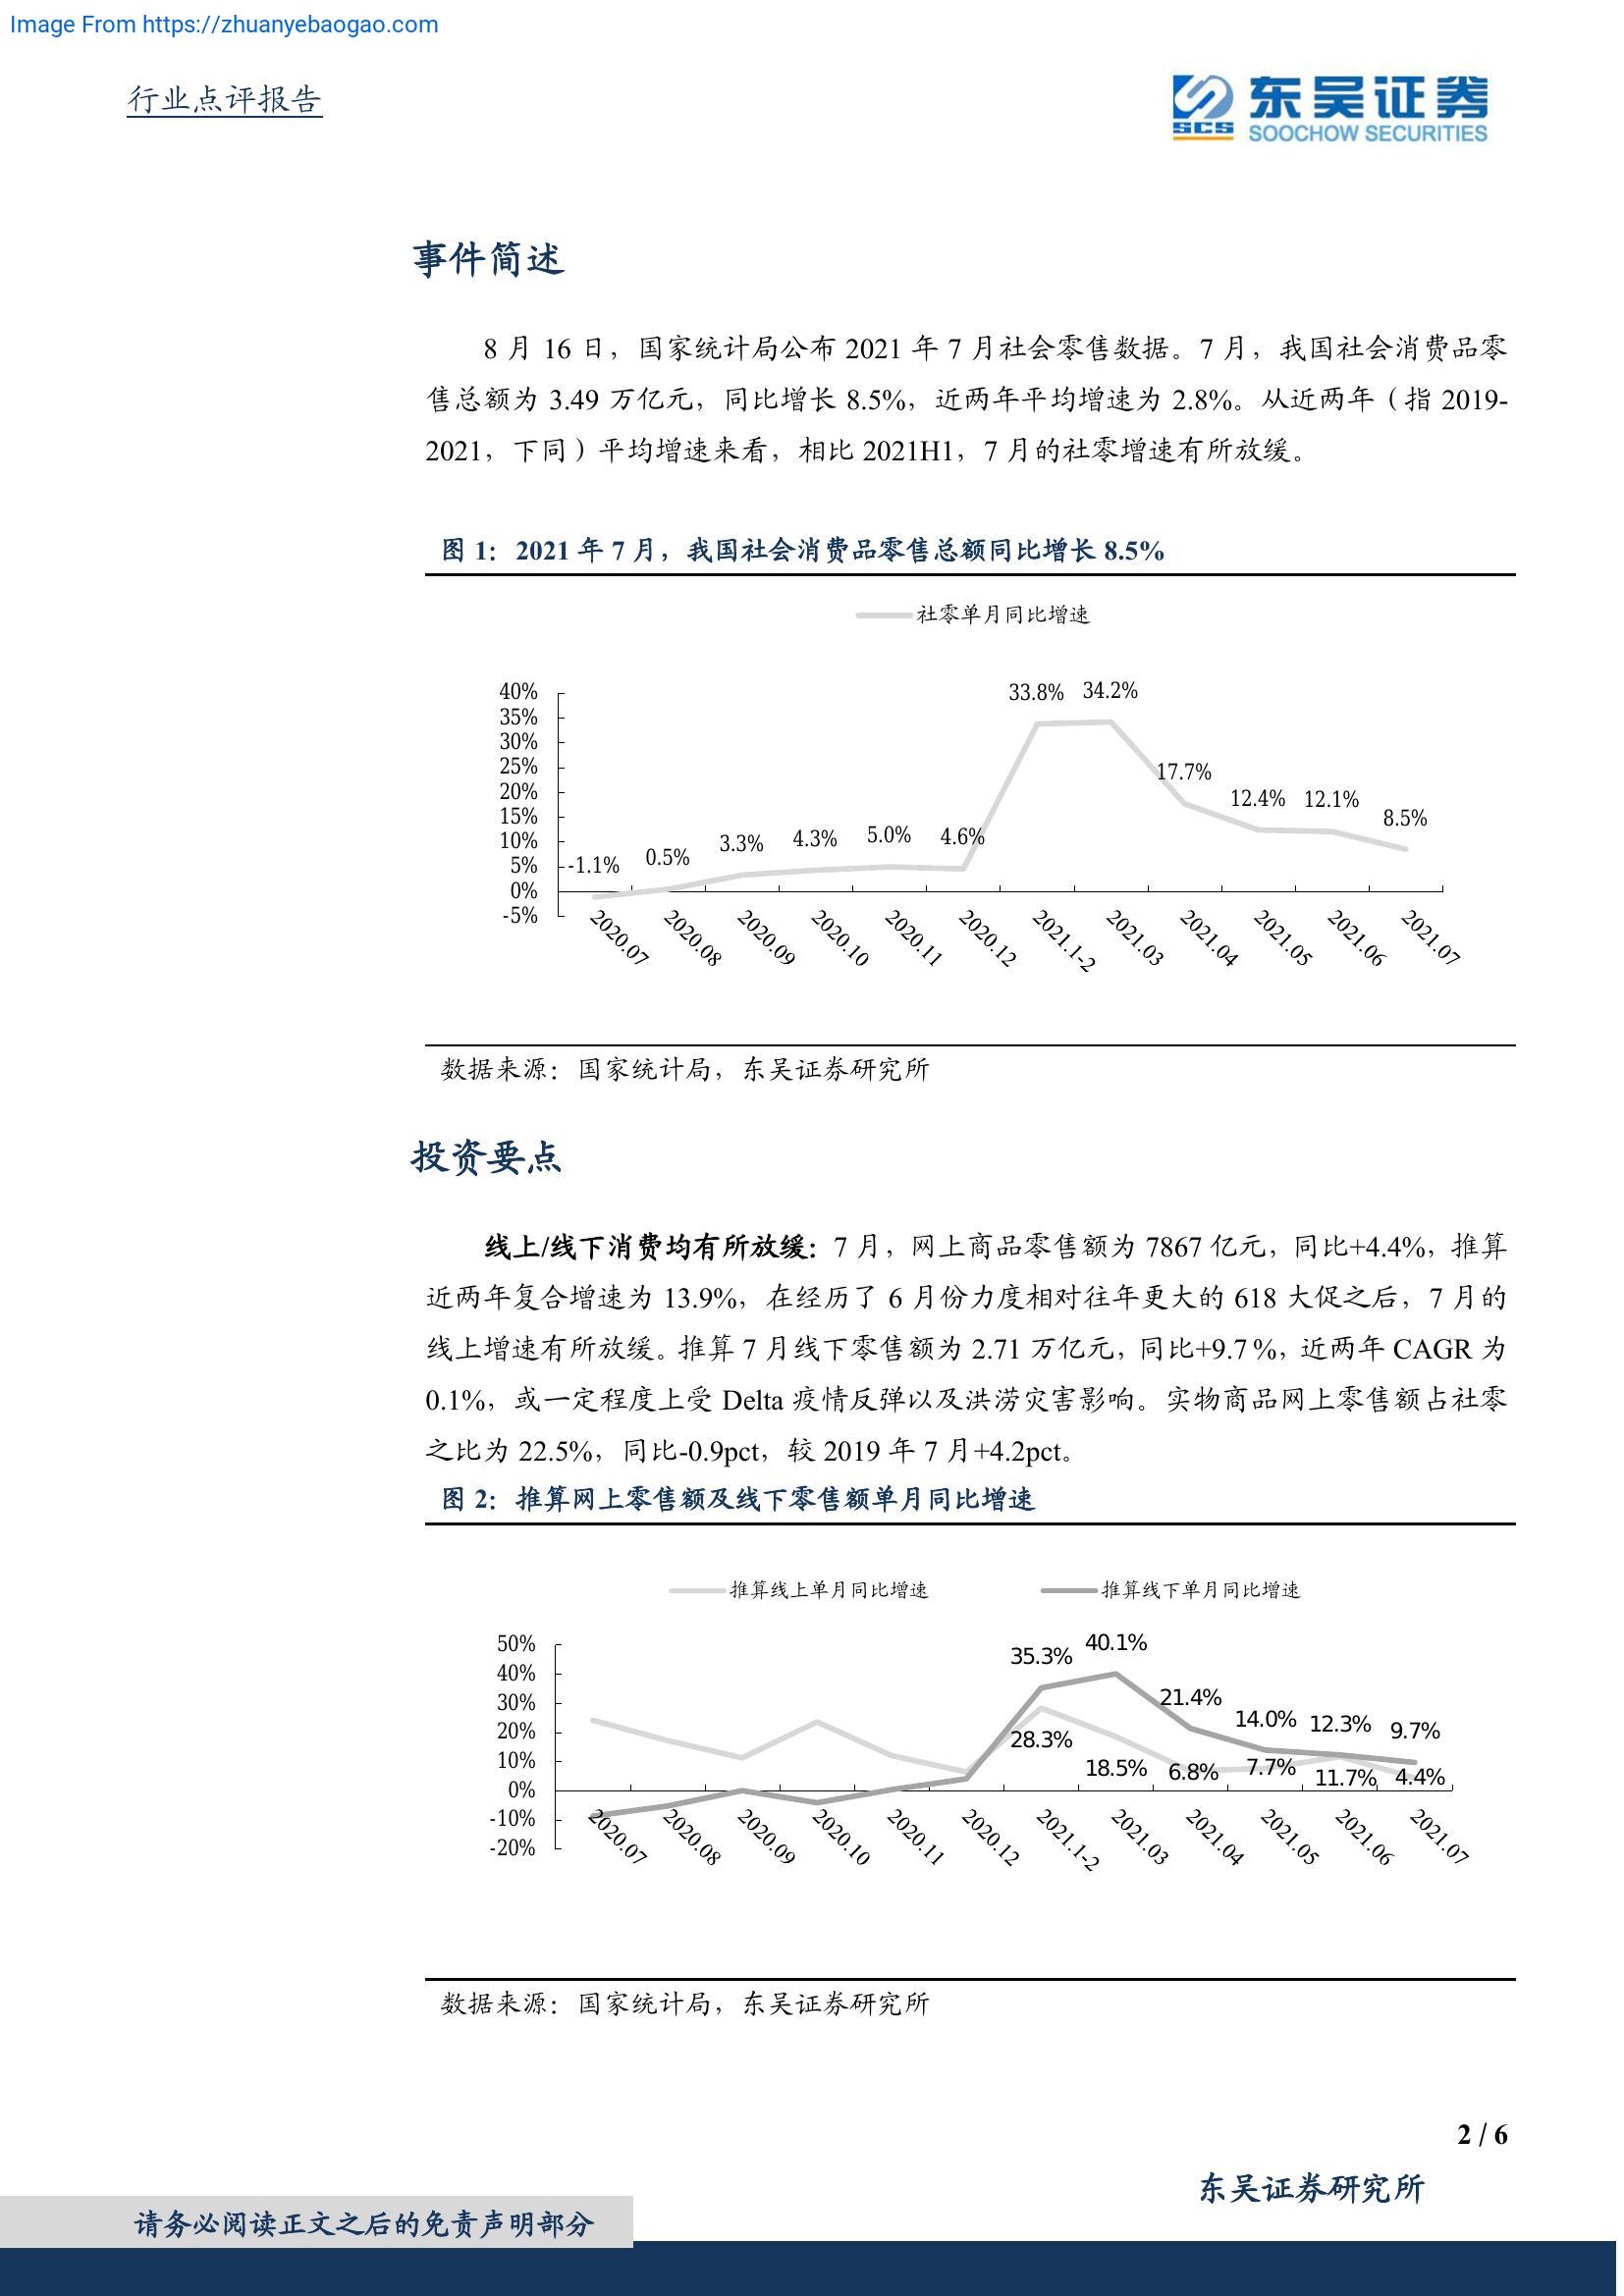 Image From https://zhuanyebaogao.com
行业点评报告
SCS
东吴证券
SOOCHOW SECURITIES
事件简述
8 月 16 日，国家统计局公布 2021 年 7 月社会零售数据。7 月，我国社会消费品零
售总额为 3.49 万亿元，同比增长 8.5%，近两年平均增速为 2.8%。从近两年（指 2019-
2021，下同）平均增速来看，相比 2021H1，7 月的社零增速有所放缓。
图 1：2021 年 7 月，我国社会消费品零售总额同比增长 8.5%
社零单月同比增速
40%
35%
30%
25%
20%
15%
10%
5%
0%
-5%
-1.1%
0.5%
3.3%
4.3%
5.0%
4.6%
33.8%
34.2%
17.7%
12.4%
12.1%
8.5%
2020.07
2020.08
2020.09
2020.10
2020.11
2020.12
2021.1-2
2021.03
2021.04
2021.05
2021.06
2021.07
数据来源：国家统计局，东吴证券研究所
投资要点
线上/线下消费均有所放缓：7 月，网上商品零售额为 7867 亿元，同比+4.4%，推算
近两年复合增速为 13.9%，在经历了 6 月份力度相对往年更大的 618 大促之后，7 月的
线上增速有所放缓。推算 7 月线下零售额为 2.71 万亿元，同比+9.7%，近两年 CAGR 为
0.1%，或一定程度上受 Delta 疫情反弹以及洪涝灾害影响。实物商品网上零售额占社零
之比为 22.5%，同比-0.9pct，较 2019 年 7 月+4.2pct。
图 2：推算网上零售额及线下零售额单月同比增速
推算线上单月同比增速
推算线下单月同比增速
50%
40%
30%
20%
10%
0%
-10%
-20%
35.3%
40.1%
21.4%
14.0%
12.3%
9.7%
28.3%
18.5%
6.8%
7.7%
11.7%
4.4%
2020.07
2020.08
2020.09
2020.10
2020.11
2020.12
2021.1-2
2021.03
2021.04
2021.05
2021.06
2021.07
数据来源：国家统计局，东吴证券研究所
2 / 6
东吴证券研究所
请务必阅读正文之后的免责声明部分